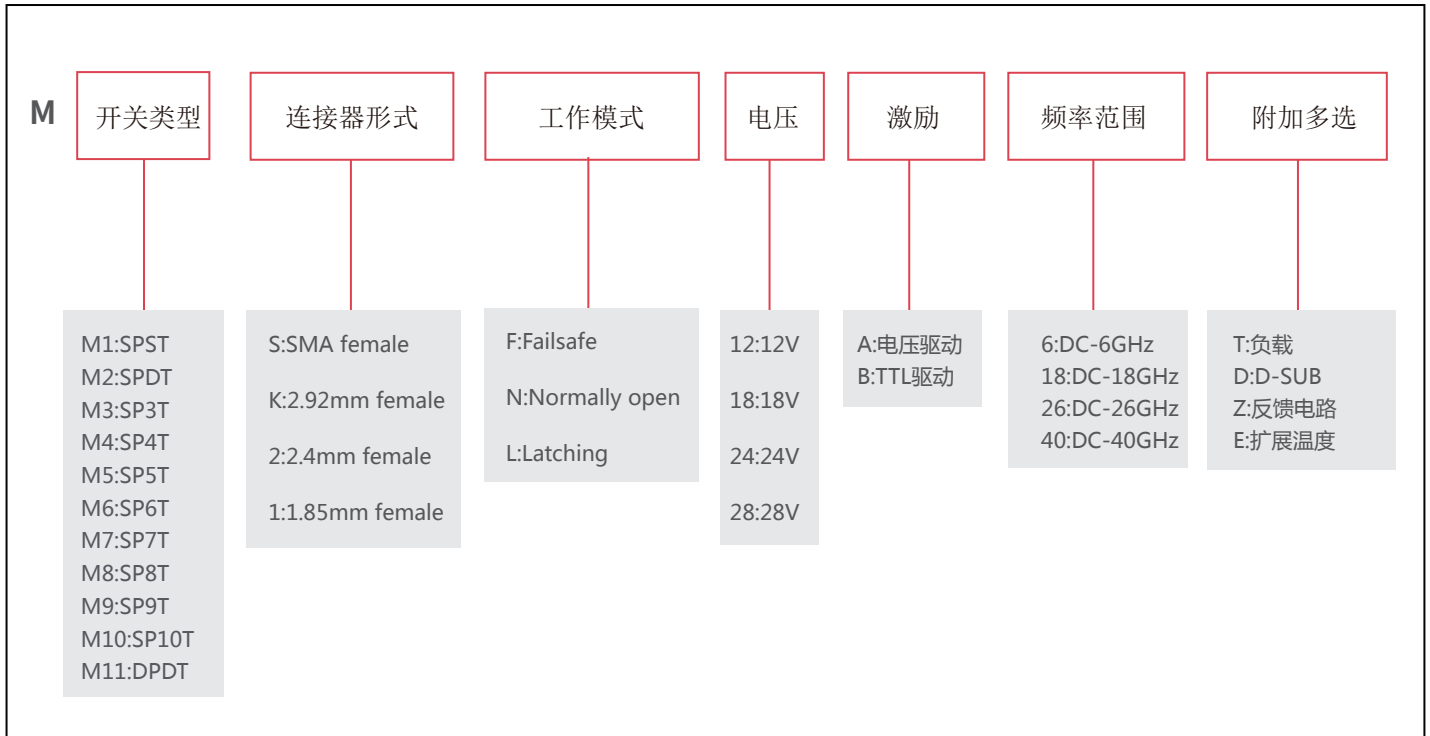 M
开关类型
连接器形式
工作模式
电压
激励
频率范围
附加多选
M1:SPST
M2:SPDT
M3:SP3T
M4:SP4T
M5:SP5T
M6:SP6T
M7:SP7T
M8:SP8T
M9:SP9T
M10:SP10T
M11:DPDT
S:SMA female
K:2.92mm female
2:2.4mm female
1:1.85mm female
F:Failsafe
N:Normally open
L:Latching
12:12V
18:18V
24:24V
28:28V
A:电压驱动
B:TTL驱动
6:DC-6GHz
18:DC-18GHz
26:DC-26GHz
40:DC-40GHz
T:负载
D:D-SUB
Z:反馈电路
E:扩展温度